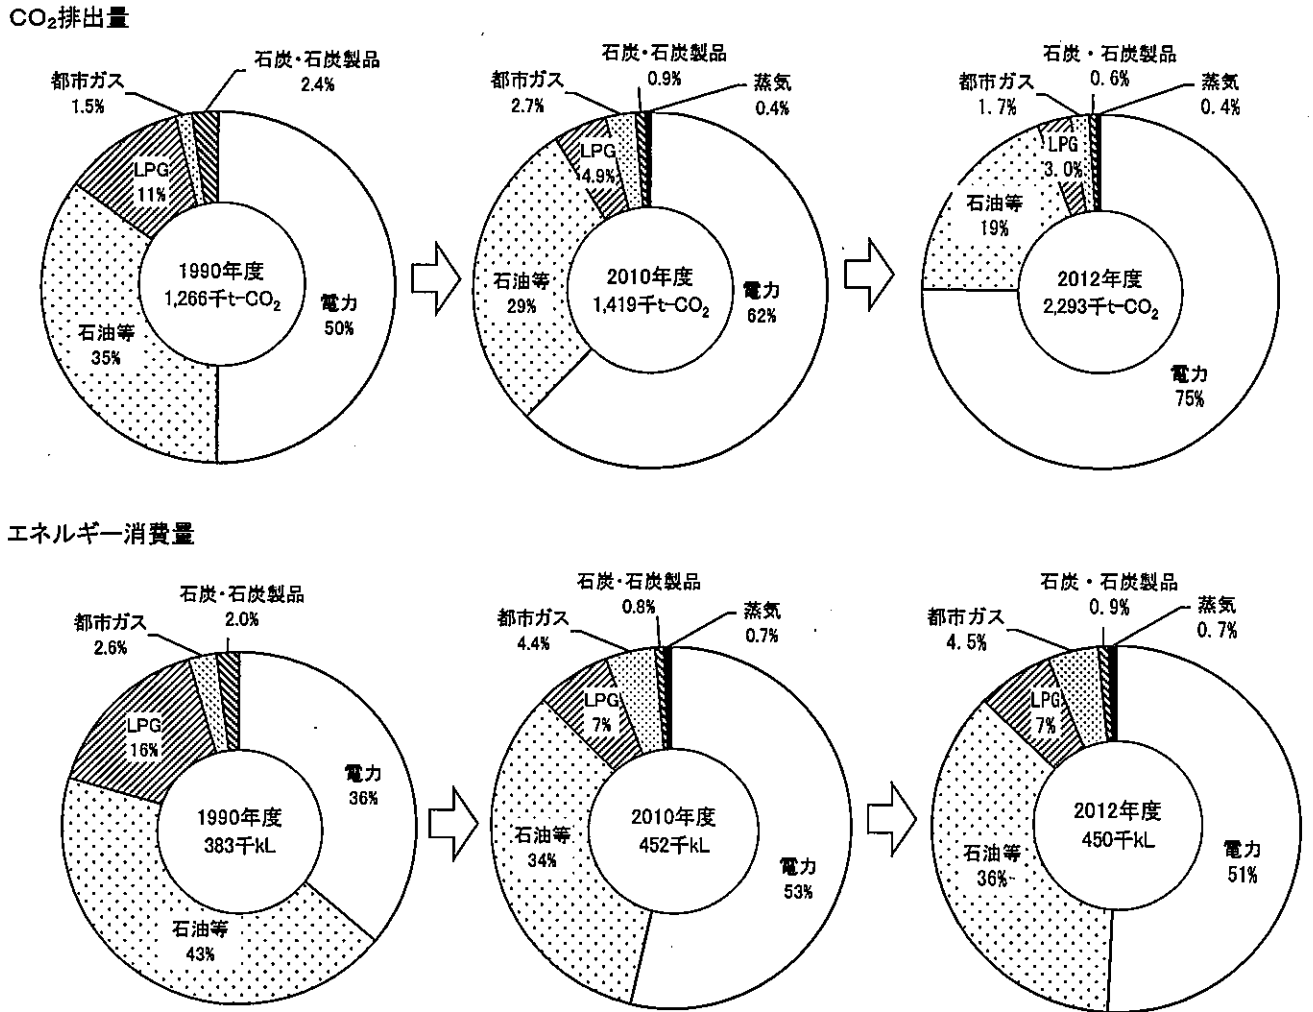 CO₂排出量
都市ガス
1.5%
石炭・石炭製品
2.4%
LPG
11%
石油等
35%
1990年度
1,266千t-CO₂
電力
50%
都市ガス
2.7%
石炭・石炭製品
0.9%
蒸気
0.4%
LPG
4.9%
石油等
29%
2010年度
1,419千t-CO₂
電力
62%
都市ガス
1.7%
石炭・石炭製品
0.6%
蒸気
0.4%
LPG
3.0%
石油等
19%
2012年度
2,293千t-CO₂
電力
75%
エネルギー消費量
都市ガス
2.6%
石炭・石炭製品
2.0%
LPG
16%
1990年度
383千kL
電力
36%
石油等
43%
都市ガス
4.4%
石炭・石炭製品
0.8%
蒸気
0.7%
LPG
7%
石油等
34%
2010年度
452千kL
電力
53%
都市ガス
4.5%
石炭・石炭製品
0.9%
蒸気
0.7%
LPG
7%
石油等
36%
2012年度
450千kL
電力
51%